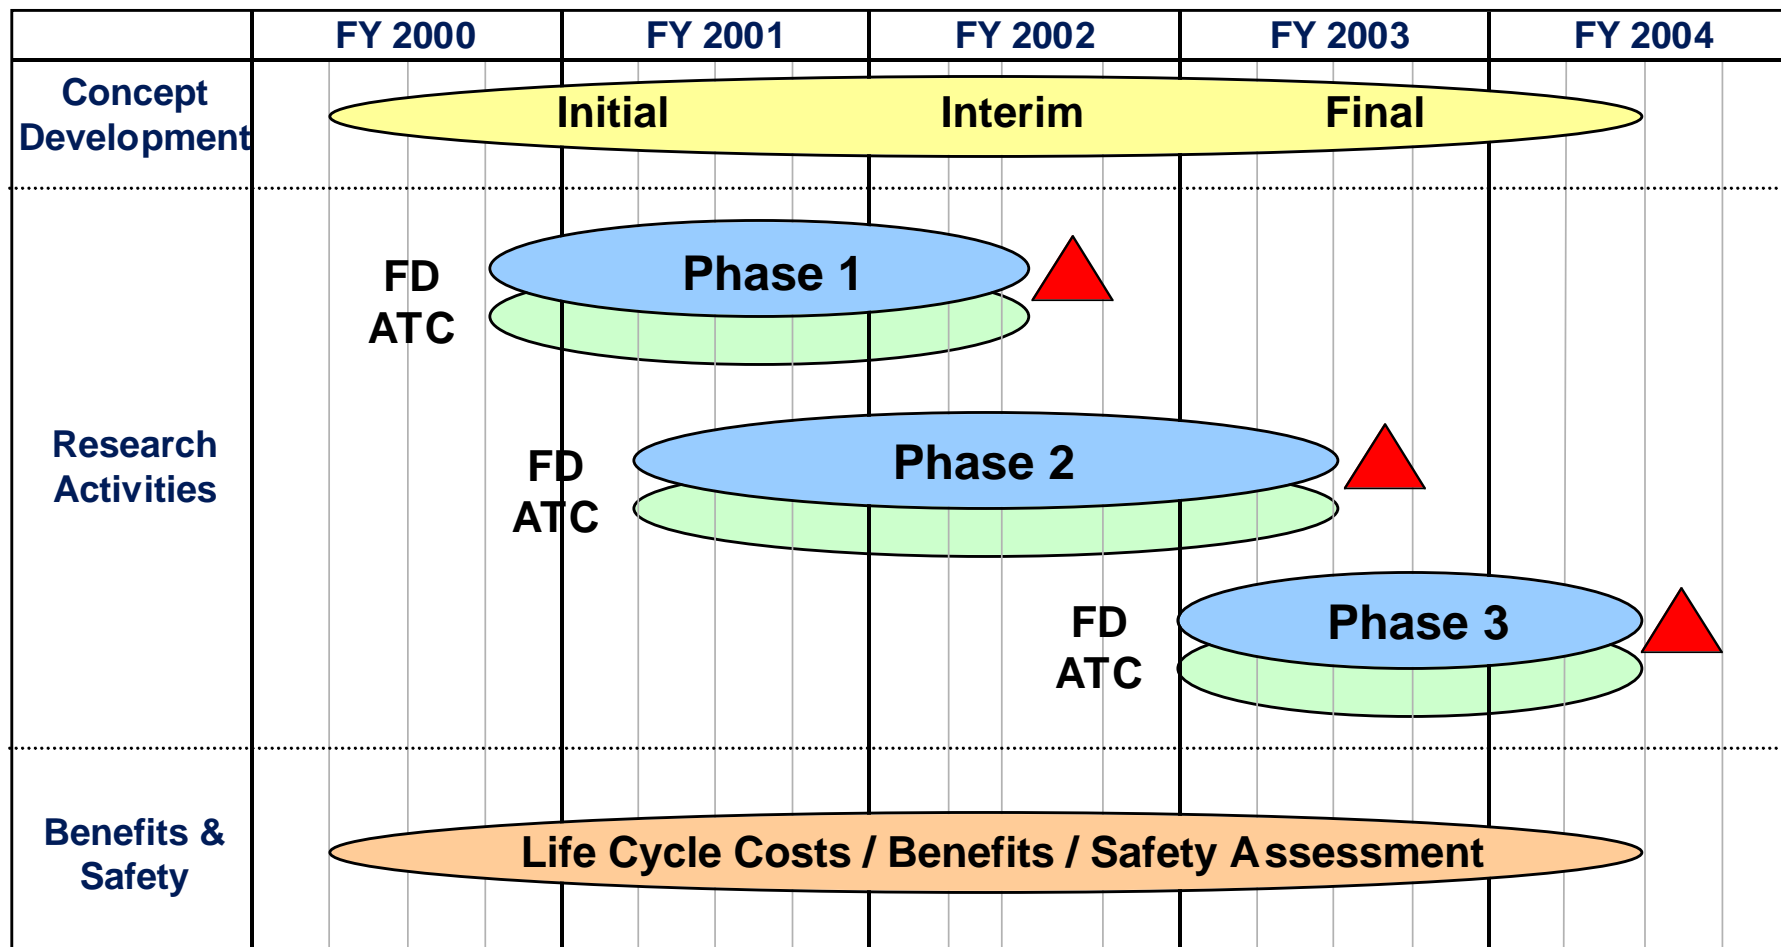 FY 2000 FY 2001 FY 2002 FY 2003 FY 2004
Concept
Development
Initial Interim Final
Research
Activities
FD
ATC
Phase 1
FD
ATC
Phase 2
FD
ATC
Phase 3
Benefits &
Safety
Life Cycle Costs / Benefits / Safety Assessment